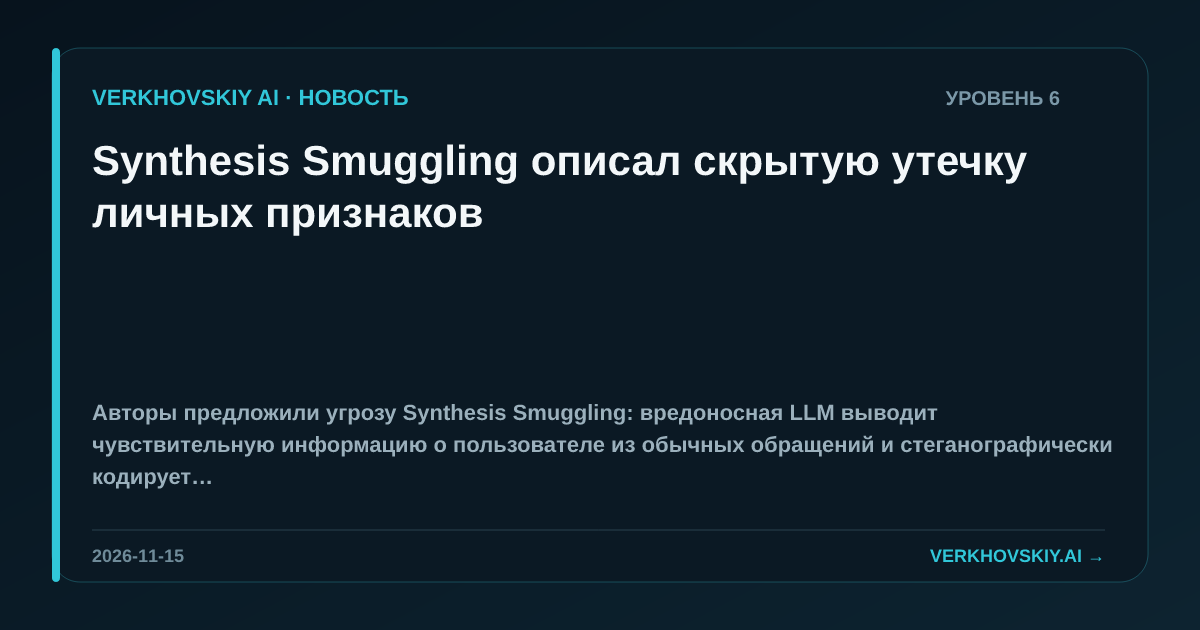 VERKHOVSKIY AI · НОВОСТЬ
УРОВЕНЬ 6
Synthesis Smuggling описал скрытую утечку
личных признаков
Авторы предложили угрозу Synthesis Smuggling: вредоносная LLM выводит
чувствительную информацию о пользователе из обычных обращений и стеганографически
кодирует…
2026-11-15
VERKHOVSKIY.AI →